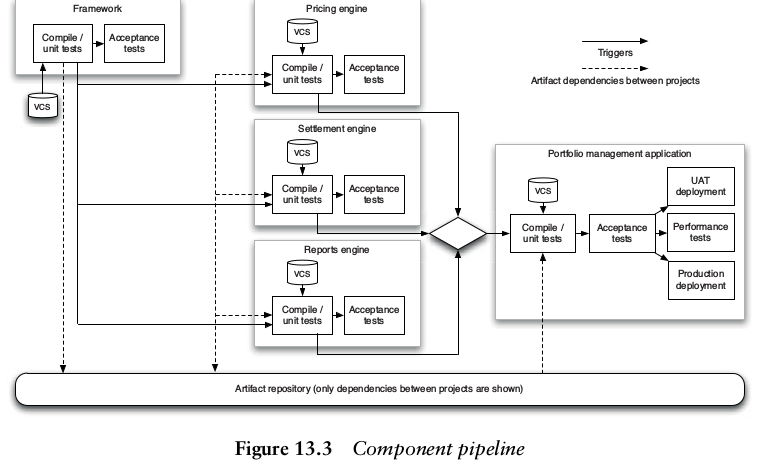 Framework
Compile /
unit tests
Acceptance
tests
VCS
Pricing engine
VCS
Compile /
unit tests
Acceptance
tests
Settlement engine
VCS
Compile /
unit tests
Acceptance
tests
Reports engine
VCS
Compile /
unit tests
Acceptance
tests
Triggers
Artifact dependencies between projects
Portfolio management application
VCS
Compile /
unit tests
Acceptance
tests
UAT
deployment
Performance
tests
Production
deployment
Artifact repository (only dependencies between projects are shown)
Figure 13.3 Component pipeline